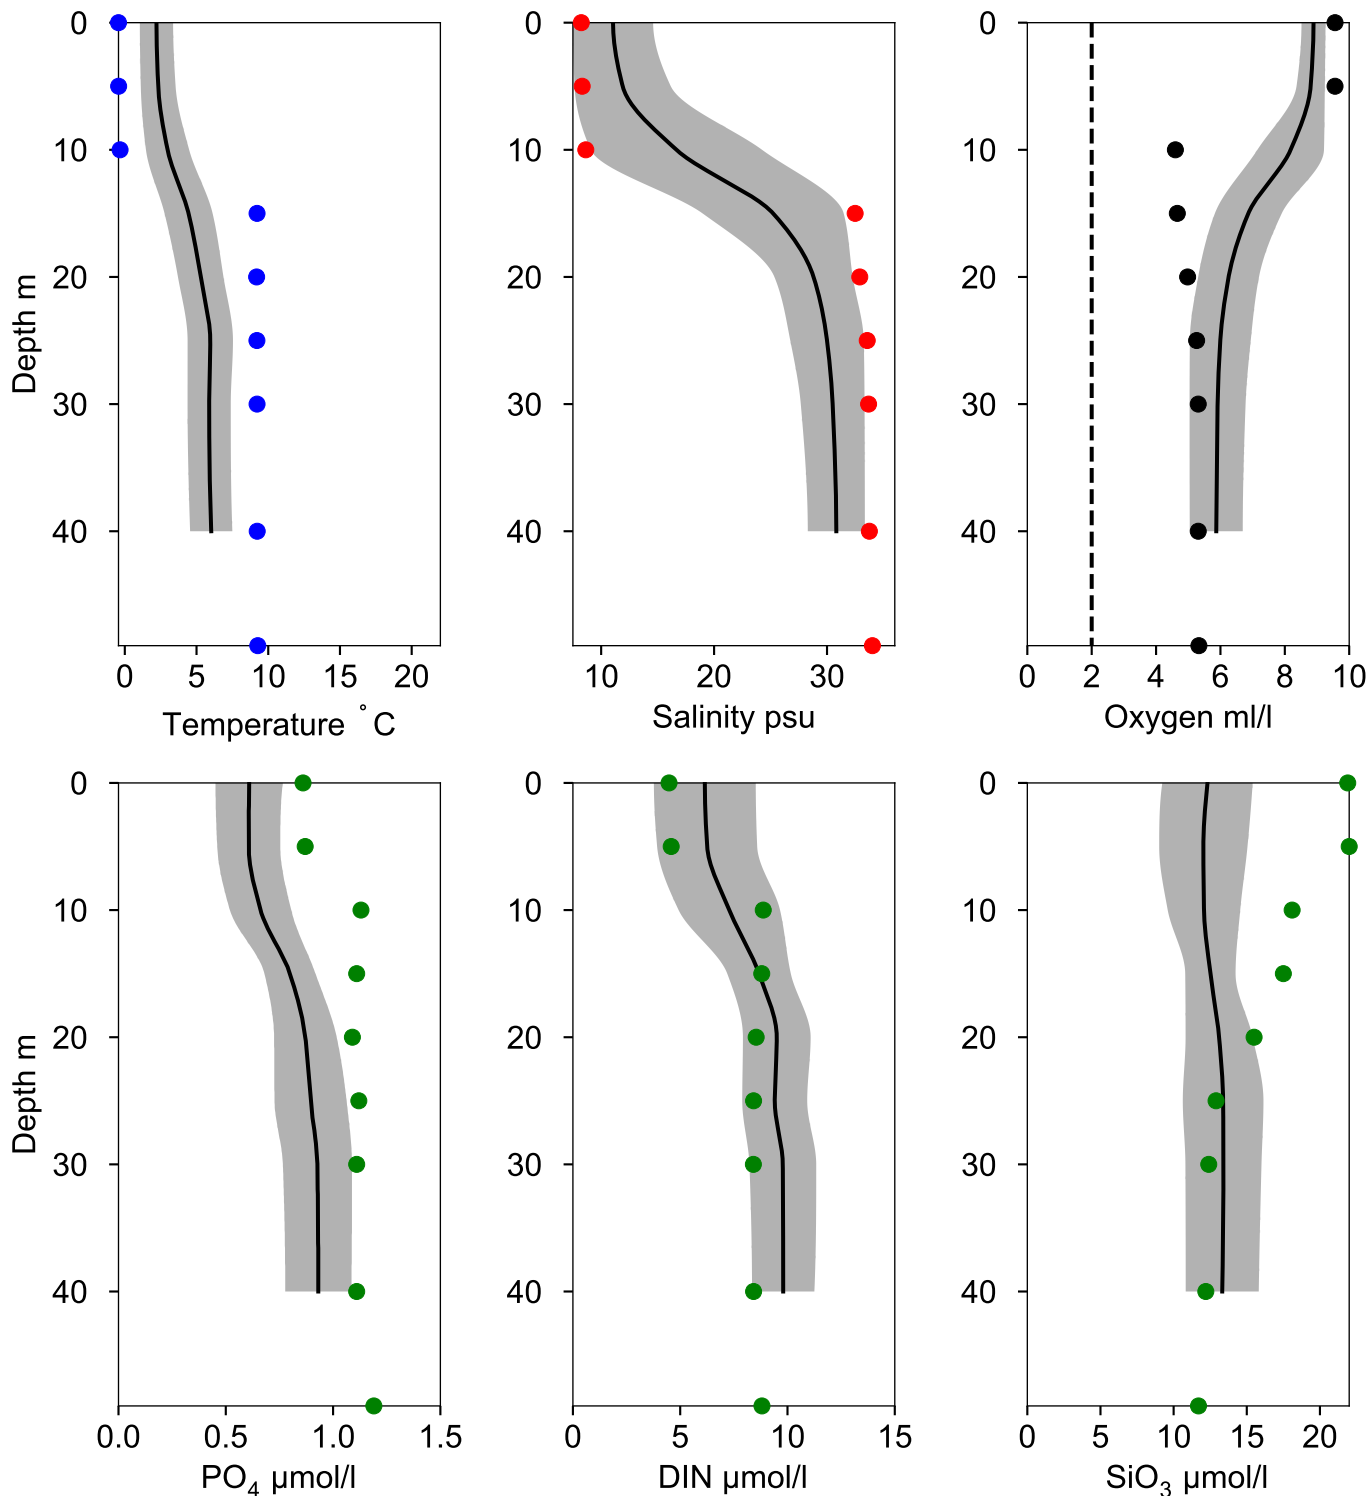 0
10
20
30
40
Depth m
0 5 10 15 20
Temperature °C
0
10
20
30
40
10 20 30
Salinity psu
0
10
20
30
40
0 2 4 6 8 10
Oxygen ml/l
0
10
20
30
40
Depth m
0.0 0.5 1.0 1.5
PO₄ µmol/l
0
10
20
30
40
0 5 10 15
DIN µmol/l
0
10
20
30
40
0 5 10 15 20
SiO₃ µmol/l